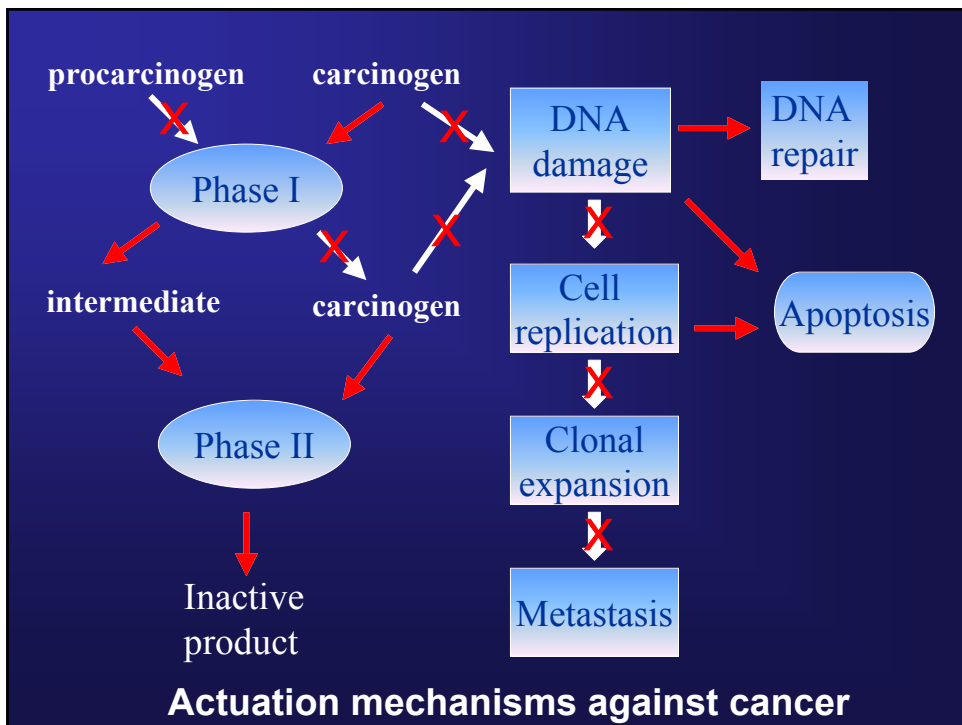 procarcinogen
carcinogen
Phase I
intermediate
carcinogen
Phase II
Inactive
product
DNA
damage
DNA
repair
Cell
replication
Apoptosis
Clonal
expansion
Metastasis
X
X
X
X
X
X
X
Actuation mechanisms against cancer